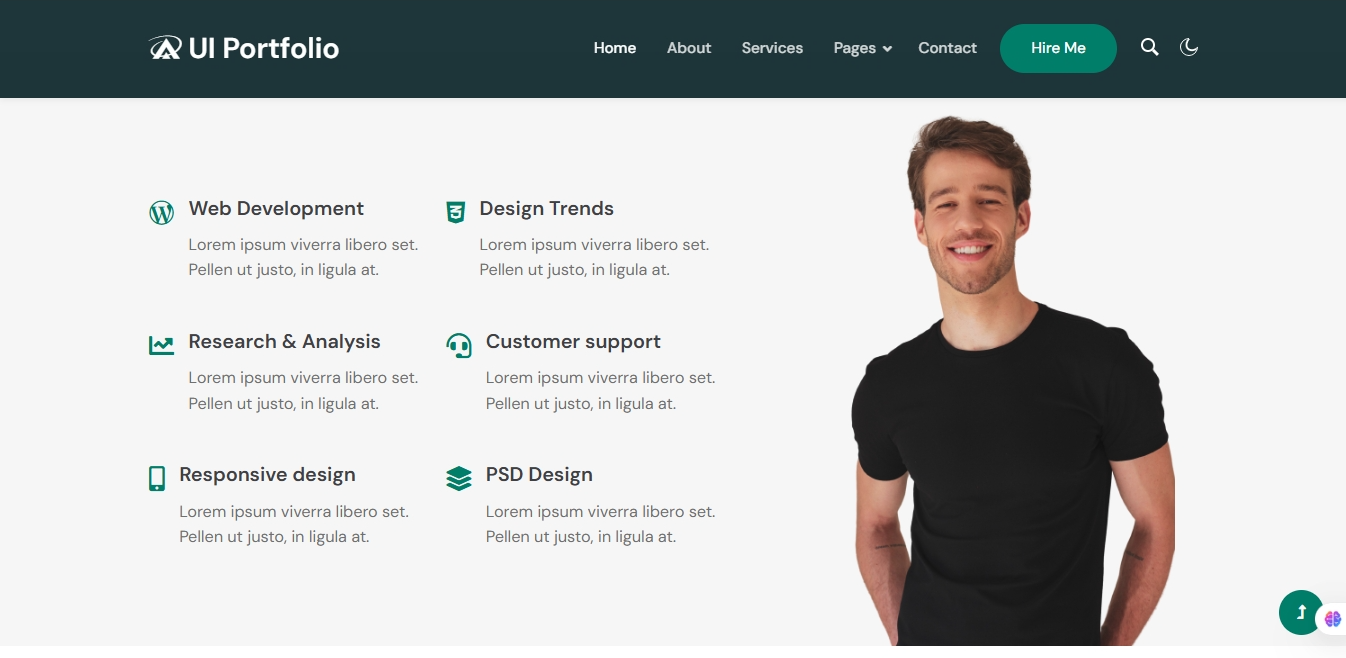 UI Portfolio
Home About Services Pages Contact Hire Me
Web Development
Lorem ipsum viverra libero set.
Pellen ut justo, in ligula at.
Design Trends
Lorem ipsum viverra libero set.
Pellen ut justo, in ligula at.
Research & Analysis
Lorem ipsum viverra libero set.
Pellen ut justo, in ligula at.
Customer support
Lorem ipsum viverra libero set.
Pellen ut justo, in ligula at.
Responsive design
Lorem ipsum viverra libero set.
Pellen ut justo, in ligula at.
PSD Design
Lorem ipsum viverra libero set.
Pellen ut justo, in ligula at.